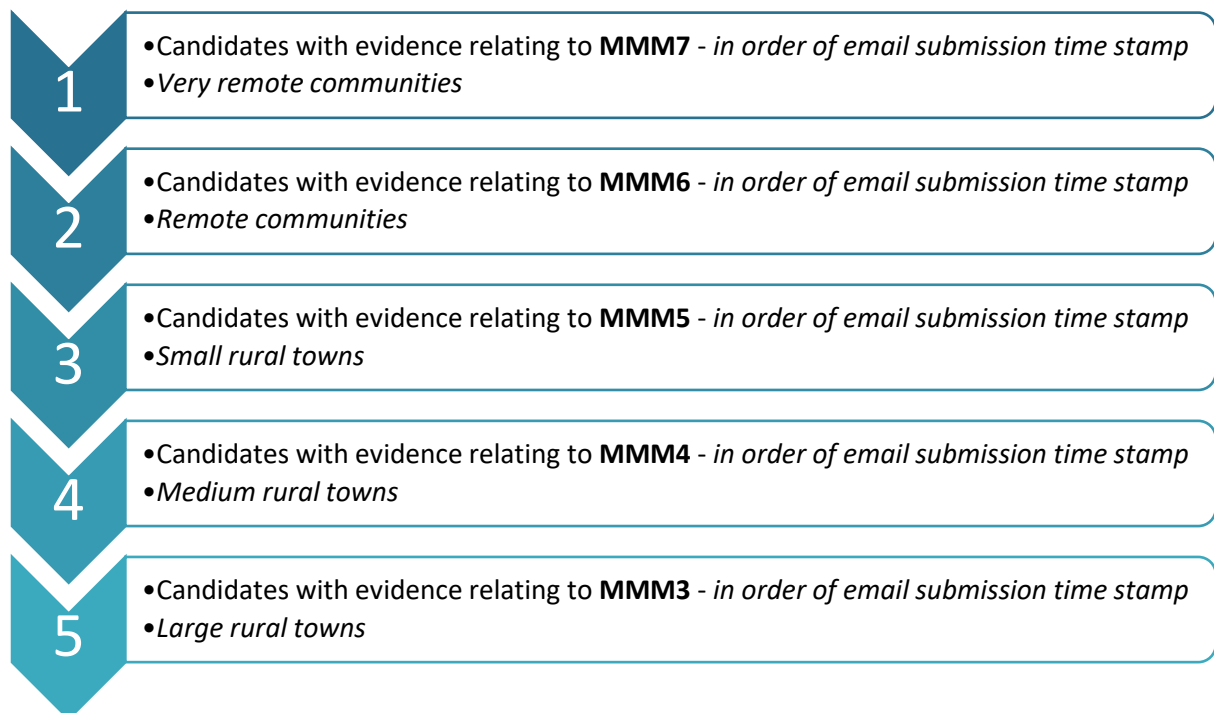 1
•Candidates with evidence relating to MMM7 - in order of email submission time stamp
•Very remote communities
2
•Candidates with evidence relating to MMM6 - in order of email submission time stamp
•Remote communities
3
•Candidates with evidence relating to MMM5 - in order of email submission time stamp
•Small rural towns
4
•Candidates with evidence relating to MMM4 - in order of email submission time stamp
•Medium rural towns
5
•Candidates with evidence relating to MMM3 - in order of email submission time stamp
•Large rural towns